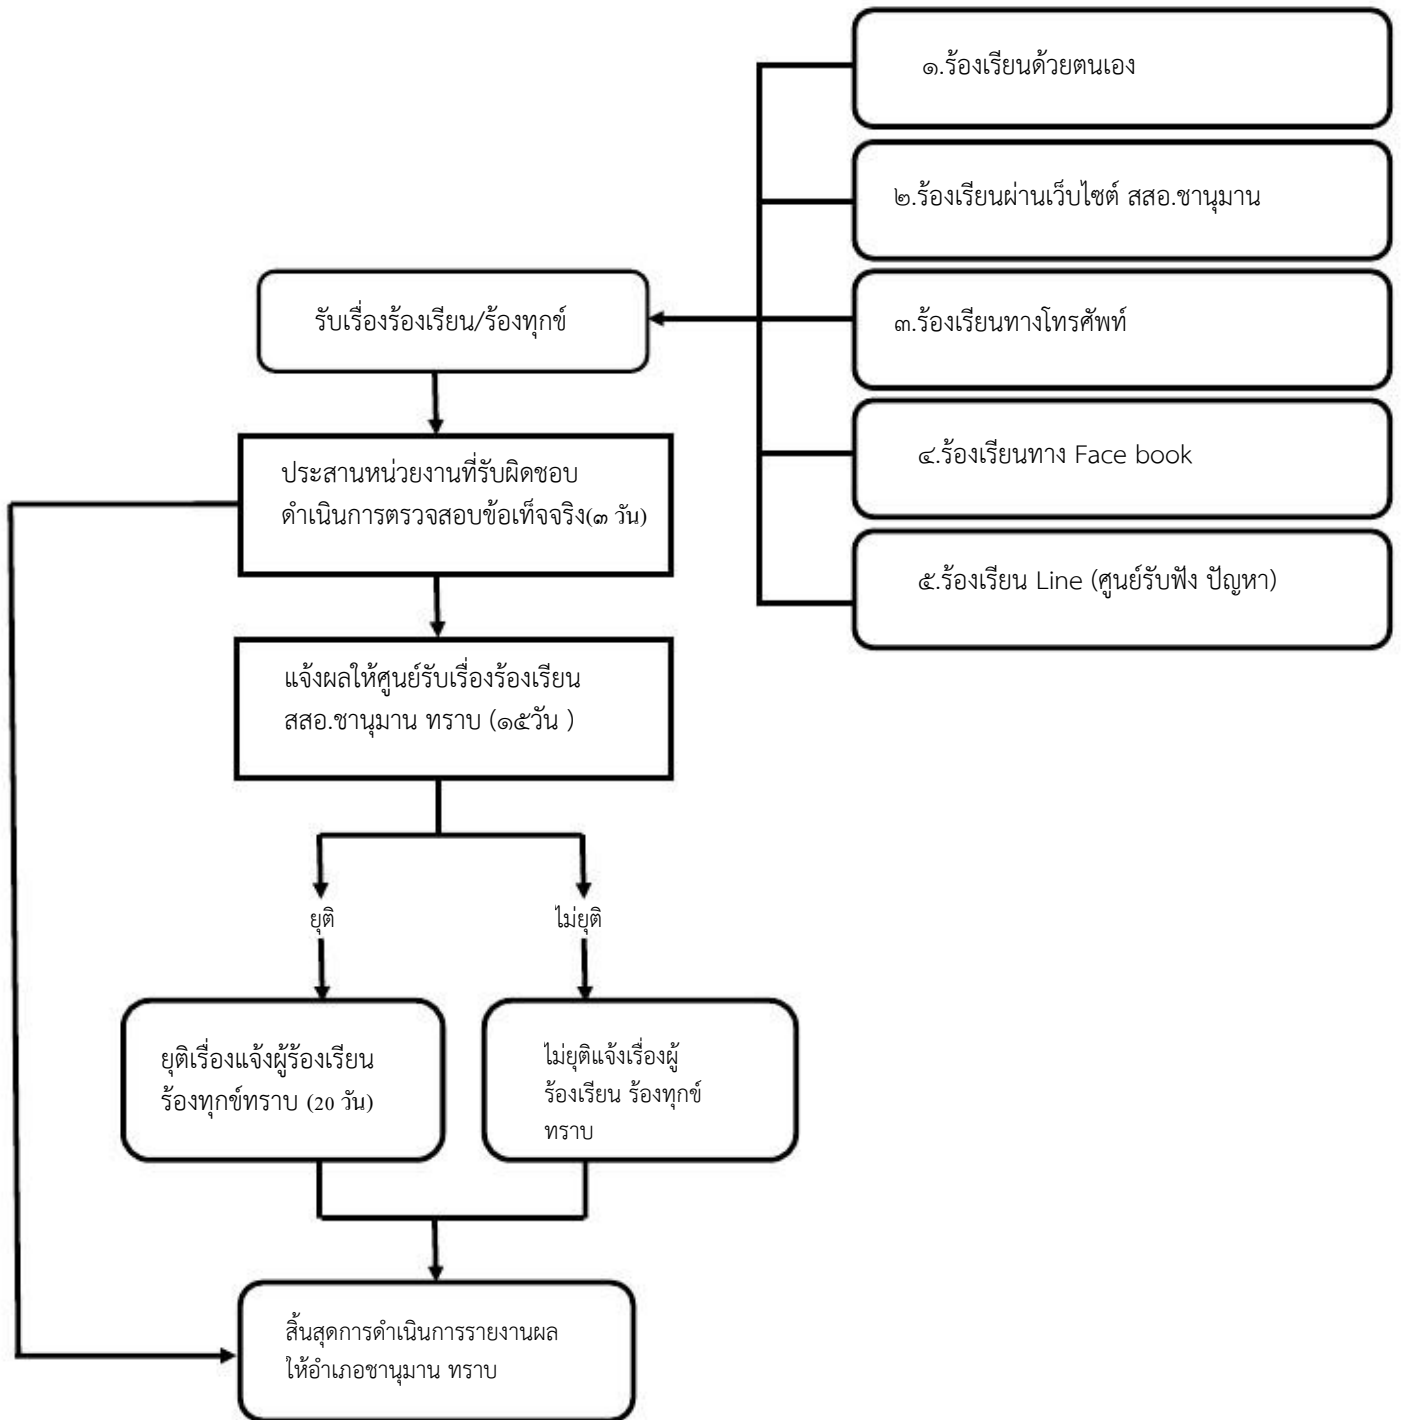 ๑.ร้องเรียนด้วยตนเอง
๒.ร้องเรียนผ่านเว็บไซต์ สสอ.ชานุมาน
รับเรื่องร้องเรียน/ร้องทุกข์
๓.ร้องเรียนทางโทรศัพท์
๔.ร้องเรียนทาง Face book
ประสานหน่วยงานที่รับผิดชอบ
ดำเนินการตรวจสอบข้อเท็จจริง(๓ วัน)
๕.ร้องเรียน Line (ศูนย์รับฟัง ปัญหา)
แจ้งผลให้ศูนย์รับเรื่องร้องเรียน
สสอ.ชานุมาน ทราบ (๑๕วัน )
ยุติ
ไม่ยุติ
ยุติเรื่องแจ้งผู้ร้องเรียน
ร้องทุกข์ทราบ (20 วัน)
ไม่ยุติแจ้งเรื่องผู้
ร้องเรียน ร้องทุกข์
ทราบ
สิ้นสุดการดำเนินการรายงานผล
ให้อำเภอชานุมาน ทราบ